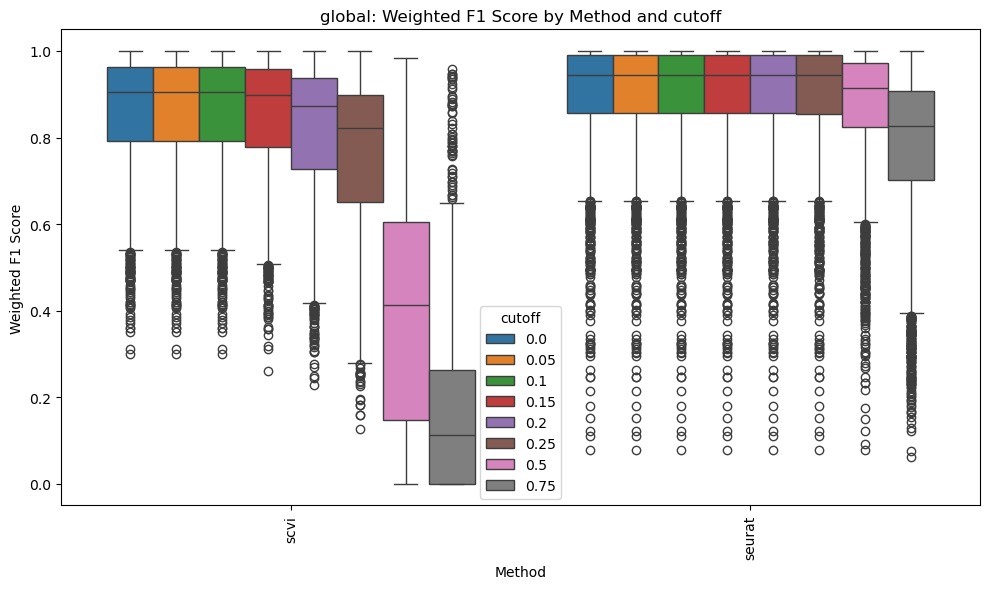 global: Weighted F1 Score by Method and cutoff
Weighted F1 Score
1.0
0.8
0.6
0.4
0.2
0.0
cutoff
0.0
0.05
0.1
0.15
0.2
0.25
0.5
0.75
scvi
seurat
Method